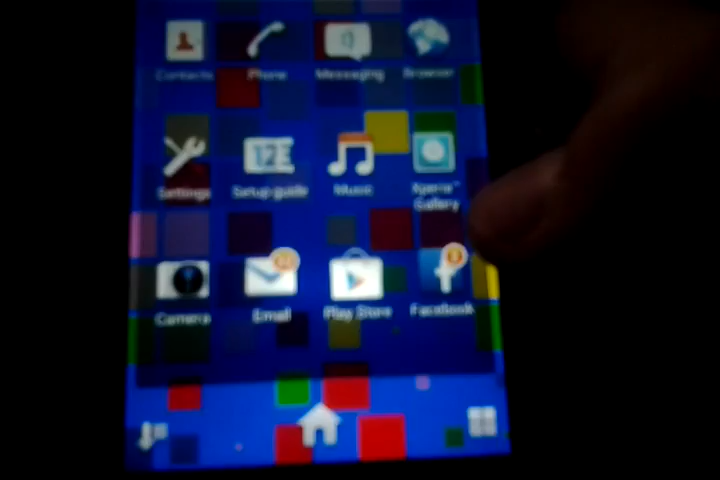 Contacts Phone Messaging Browser
Settings Setup guide Music Xperia™
Gallery
Camera Email Play Store Facebook